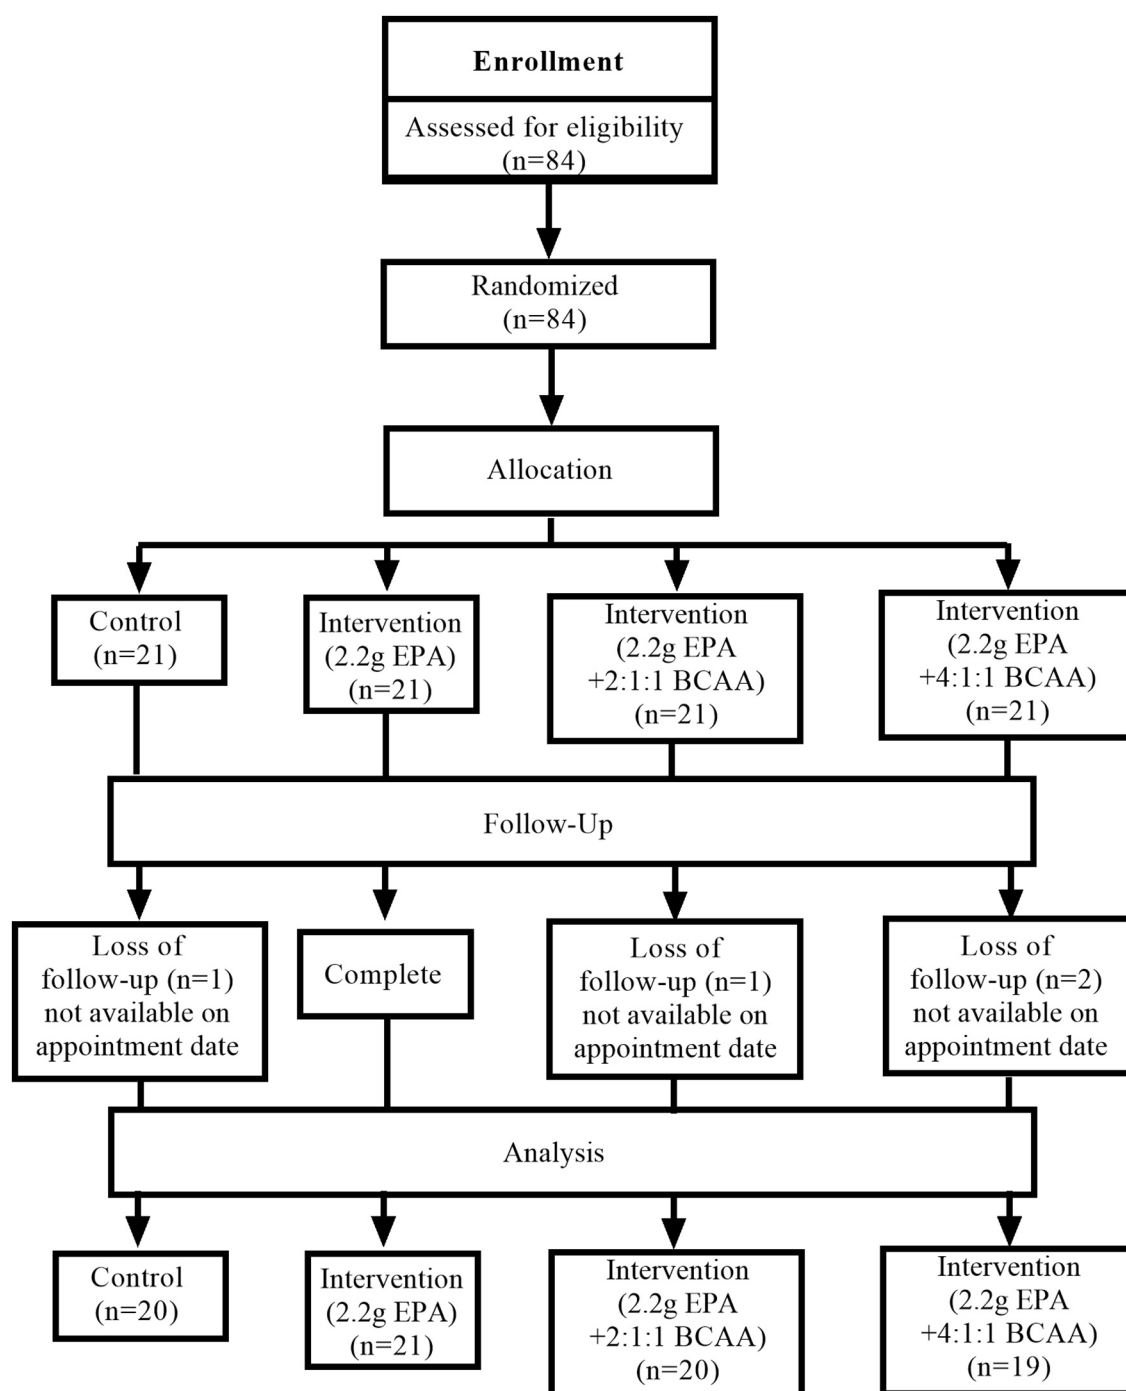 Enrollment
Assessed for eligibility
(n=84)
Randomized
(n=84)
Allocation
Control
(n=21)
Intervention
(2.2g EPA)
(n=21)
Intervention
(2.2g EPA
+2:1:1 BCAA)
(n=21)
Intervention
(2.2g EPA
+4:1:1 BCAA)
(n=21)
Follow-Up
Loss of
follow-up (n=1)
not available on
appointment date
Complete
Loss of
follow-up (n=1)
not available on
appointment date
Loss of
follow-up (n=2)
not available on
appointment date
Analysis
Control
(n=20)
Intervention
(2.2g EPA)
(n=21)
Intervention
(2.2g EPA
+2:1:1 BCAA)
(n=20)
Intervention
(2.2g EPA
+4:1:1 BCAA)
(n=19)